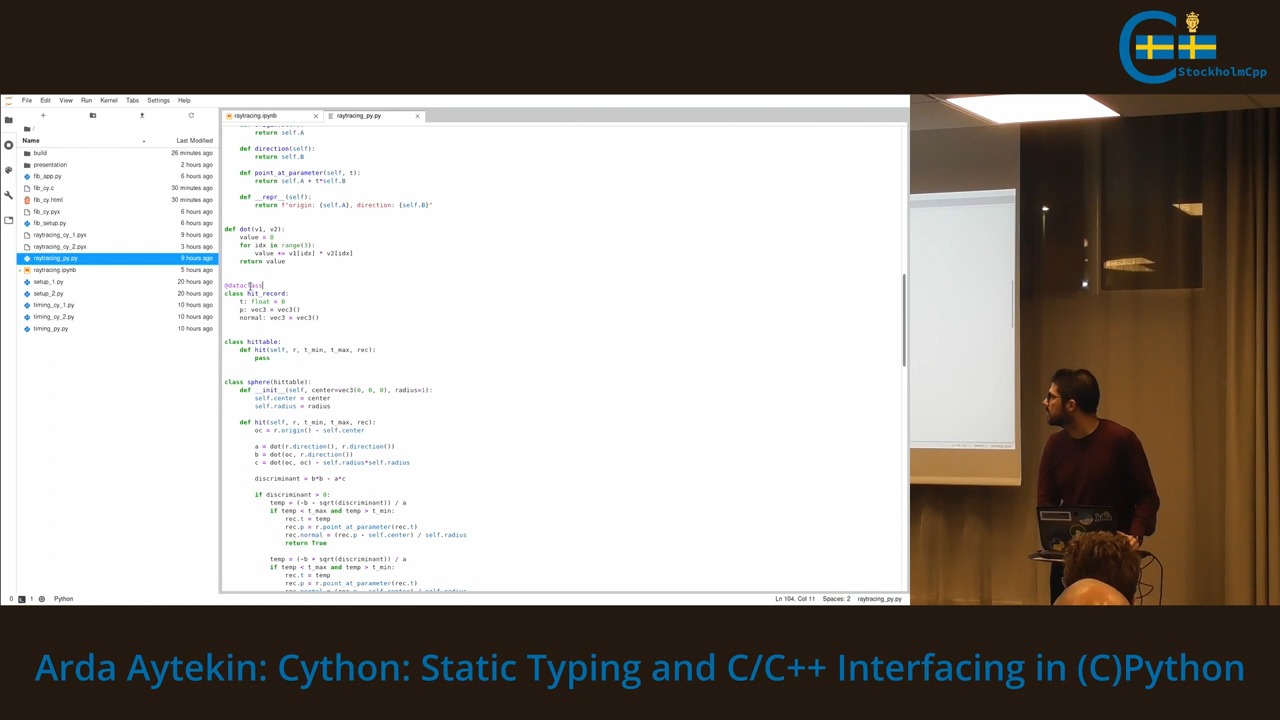 StockholmCpp
File Edit View Run Kernel Tabs Settings Help
raytracing.ipynb
raytracing_py.py
/
Name Last Modified
build 26 minutes ago
presentation 2 hours ago
fib_app.py 6 hours ago
fib_cy.c 30 minutes ago
fib_cy.html 30 minutes ago
fib_cy.pyx 6 hours ago
fib_setup.py 6 hours ago
raytracing_cy_1.pyx 9 hours ago
raytracing_cy_2.pyx 3 hours ago
raytracing_py.py 9 hours ago
raytracing.ipynb 5 hours ago
setup_1.py 20 hours ago
setup_2.py 20 hours ago
timing_cy_1.py 10 hours ago
timing_cy_2.py 10 hours ago
timing_py.py 10 hours ago
return self.A
def direction(self):
return self.B
def point_at_parameter(self, t):
return self.A + t*self.B
def __repr__(self):
return f"origin: {self.A}, direction: {self.B}"
def dot(v1, v2):
value = 0
for idx in range(3):
value += v1[idx] * v2[idx]
return value
@dataclass
class hit_record:
t: float = 0
p: vec3 = vec3()
normal: vec3 = vec3()
class hittable:
def hit(self, r, t_min, t_max, rec):
pass
class sphere(hittable):
def __init__(self, center=vec3(0, 0, 0), radius=1):
self.center = center
self.radius = radius
def hit(self, r, t_min, t_max, rec):
oc = r.origin() - self.center
a = dot(r.direction(), r.direction())
b = dot(oc, r.direction())
c = dot(oc, oc) - self.radius*self.radius
discriminant = b*b - a*c
if discriminant > 0:
temp = (-b - sqrt(discriminant)) / a
if temp < t_max and temp > t_min:
rec.t = temp
rec.p = r.point_at_parameter(rec.t)
rec.normal = (rec.p - self.center) / self.radius
return True
temp = (-b + sqrt(discriminant)) / a
if temp < t_max and temp > t_min:
rec.t = temp
rec.p = r.point_at_parameter(rec.t)
0 1 Python Ln 104, Col 11 Spaces: 2 raytracing_py.py
Arda Aytekin: Cython: Static Typing and C/C++ Interfacing in (C)Python